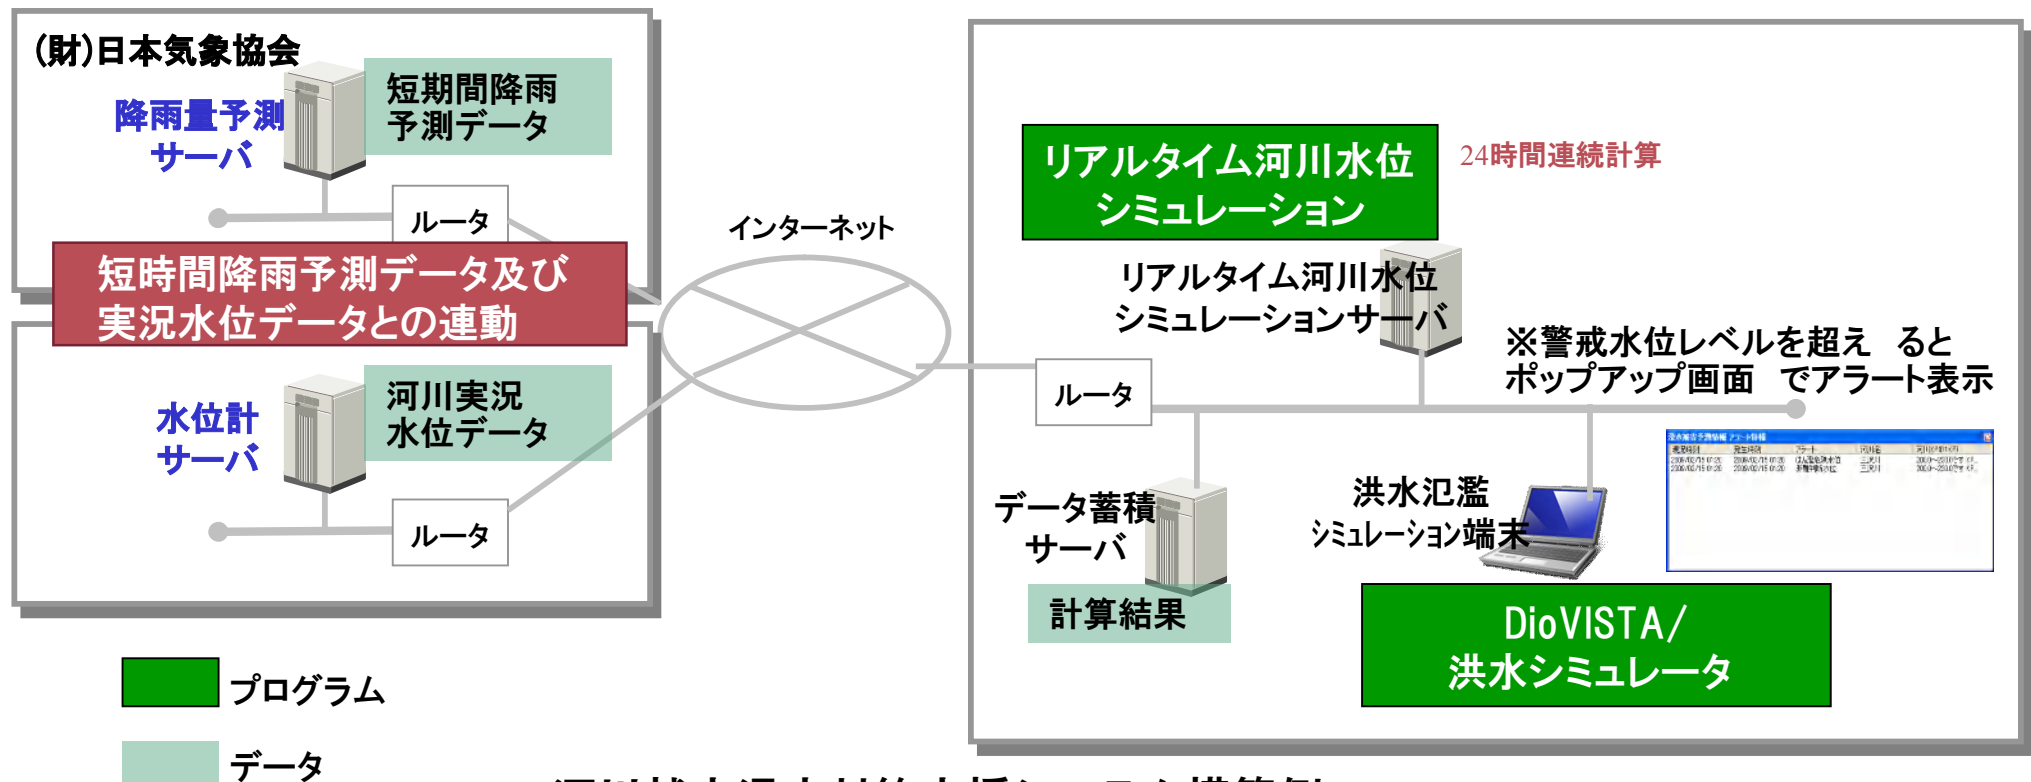 (財)日本気象協会
降雨量予測
サーバ
短期間降雨
予測データ
ルータ
短時間降雨予測データ及び
実況水位データとの連動
水位計
サーバ
河川実況
水位データ
ルータ
インターネット
リアルタイム河川水位
シミュレーション
24時間連続計算
リアルタイム河川水位
シミュレーションサーバ
※警戒水位レベルを超え ると
ポップアップ画面 でアラート表示
ルータ
データ蓄積
サーバ
計算結果
洪水氾濫
ｼﾐｭﾚｰｼｮﾝ端末
DioVISTA/
洪水シミュレータ
プログラム
データ